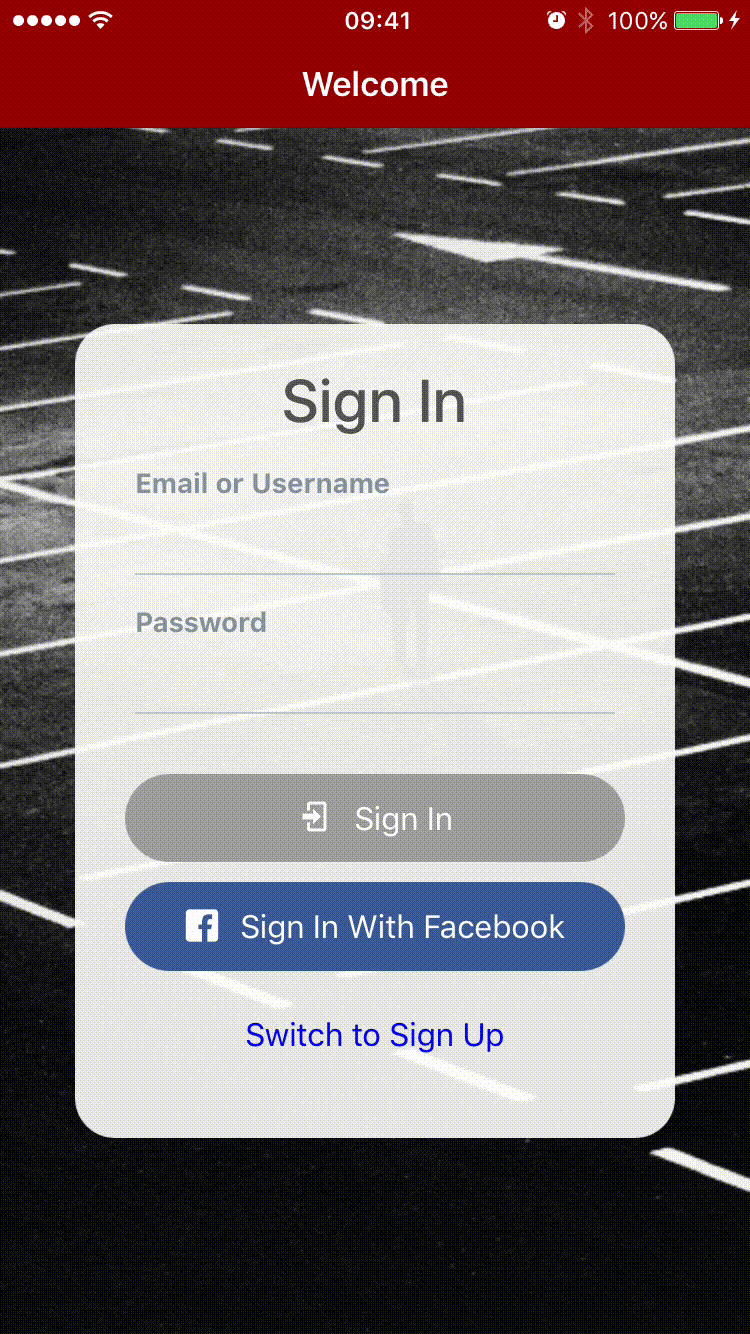 09:41
100%
Welcome
Sign In
Email or Username
Password
Sign In
Sign In With Facebook
Switch to Sign Up